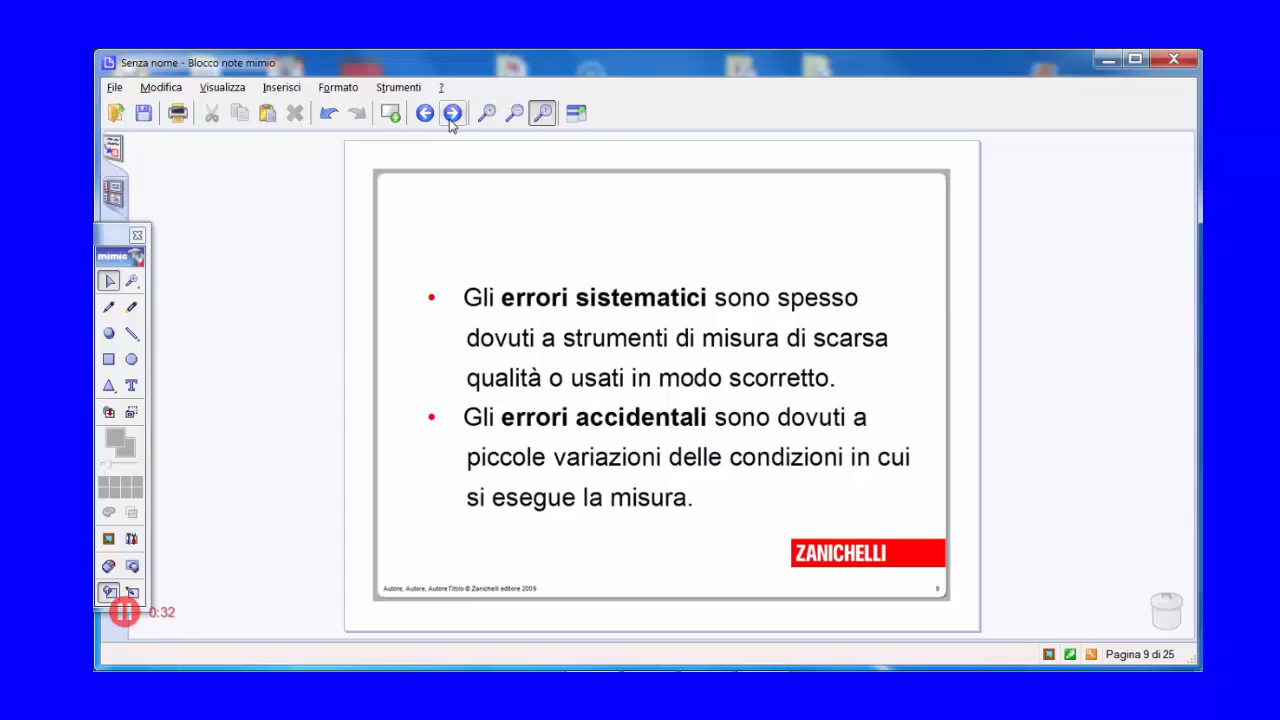 Senza nome - Blocco note mimio
File Modifica Visualizza Inserisci Formato Strumenti ?
mimio
T
• Gli errori sistematici sono spesso
dovuti a strumenti di misura di scarsa
qualità o usati in modo scorretto.
• Gli errori accidentali sono dovuti a
piccole variazioni delle condizioni in cui
si esegue la misura.
ZANICHELLI
Autore, Autore, AutoreTitolo © Zanichelli editore 2009 9
0:32
Pagina 9 di 25